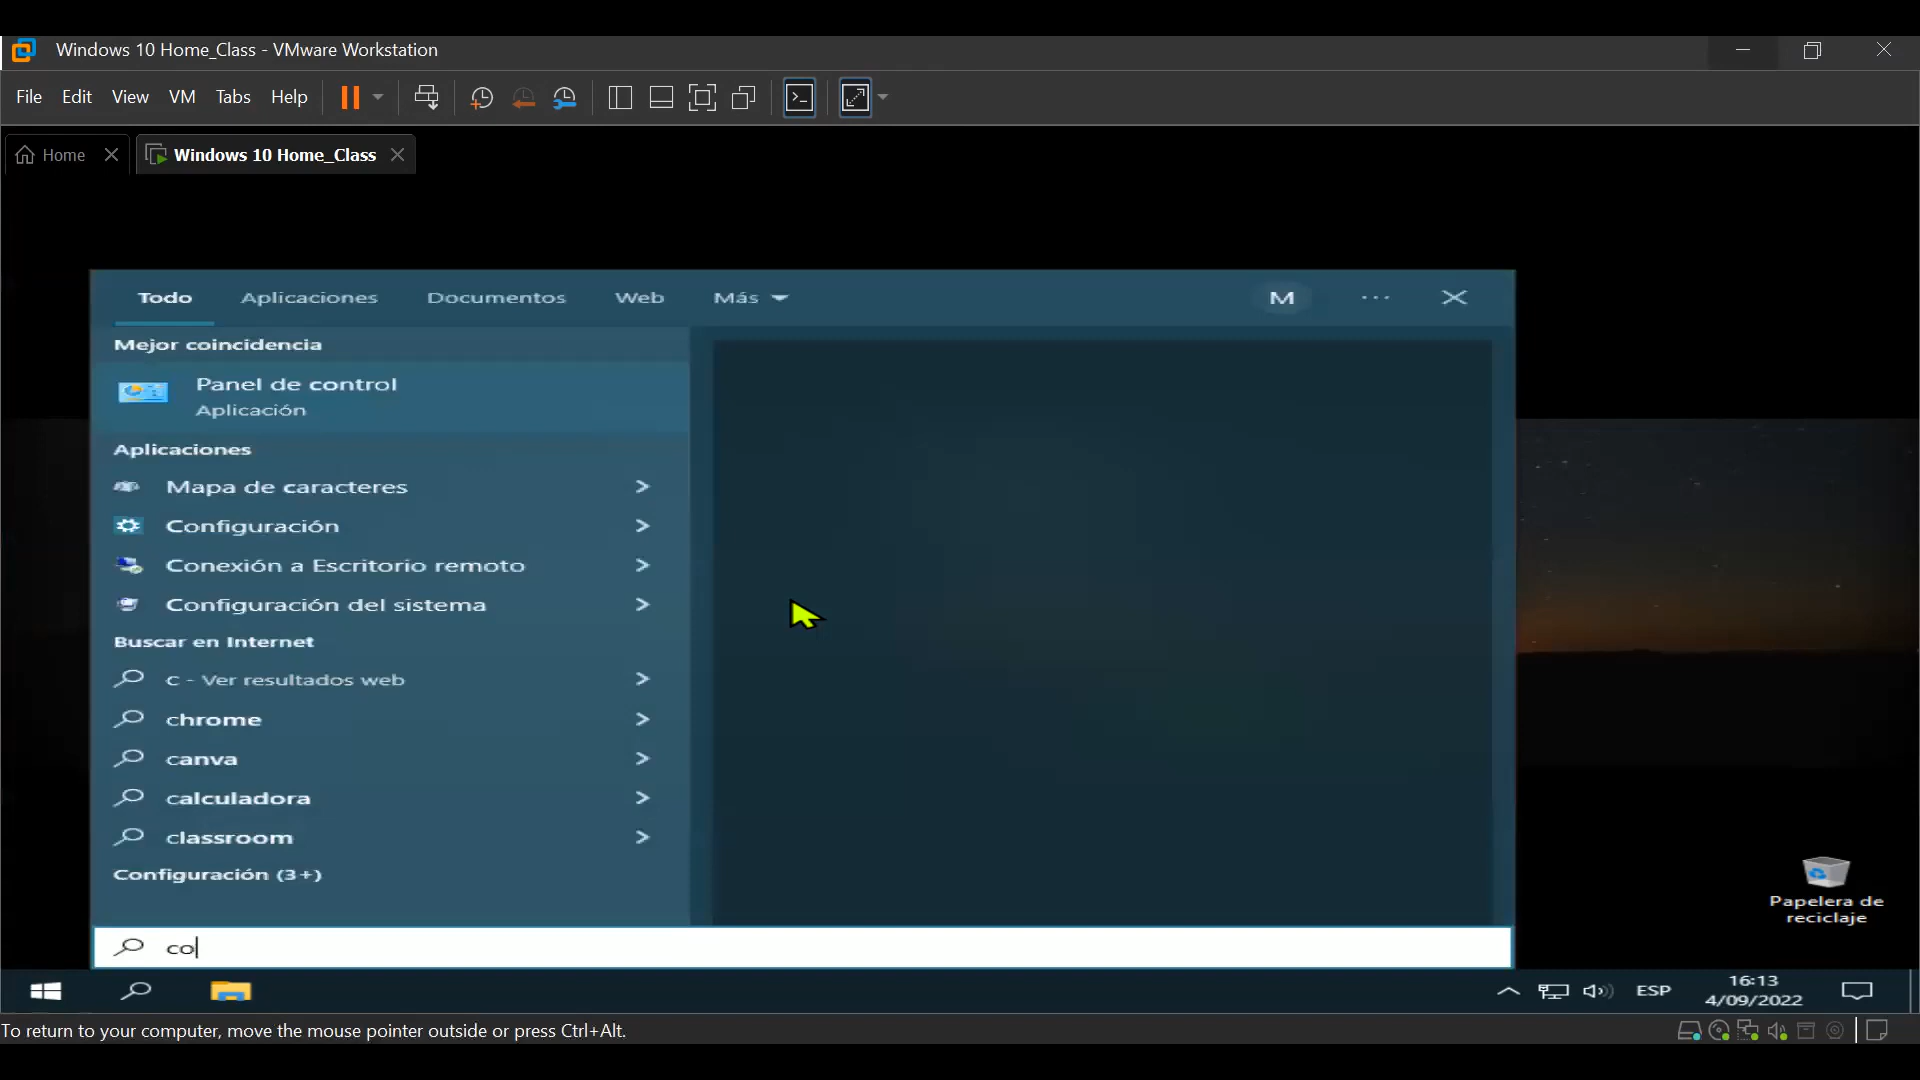 Windows 10 Home_Class - VMware Workstation
File Edit View VM Tabs Help
Home Windows 10 Home_Class
Todo Aplicaciones Documentos Web Más M
Mejor coincidencia
Panel de control
Aplicación
Aplicaciones
Mapa de caracteres
Configuración
Conexión a Escritorio remoto
Configuración del sistema
Buscar en Internet
c - Ver resultados web
chrome
canva
calculadora
classroom
Configuración (3+)
co
Papelera de
reciclaje
ESP
16:13
4/09/2022
To return to your computer, move the mouse pointer outside or press Ctrl+Alt.